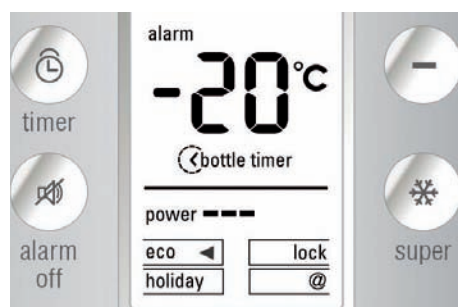 alarm
-20°C
timer
bottle timer
power
alarm
off
eco
lock
super
holiday
@